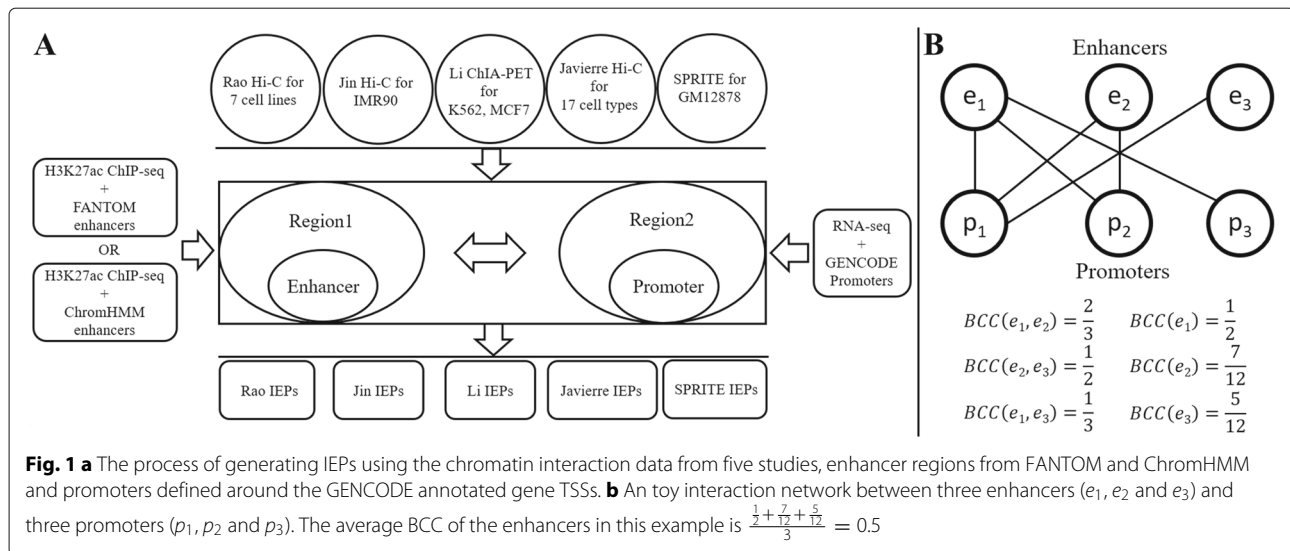 A
Rao Hi-C for
7 cell lines
Jin Hi-C for
IMR90
Li ChIA-PET
for
K562, MCF7
Javierre Hi-C
for
17 cell types
SPRITE for
GM12878
H3K27ac ChIP-seq
+
FANTOM
enhancers
OR
H3K27ac ChIP-seq
+
ChromHMM
enhancers
Region1
Enhancer
Region2
Promoter
RNA-seq
+
GENCODE
Promoters
Rao IEPs
Jin IEPs
Li IEPs
Javierre IEPs
SPRITE IEPs
B
Enhancers
e₁ e₂ e₃
p₁ p₂ p₃
Promoters
BCC(e₁, e₂) = 2/3 BCC(e₁) = 1/2
BCC(e₂, e₃) = 1/2 BCC(e₂) = 7/12
BCC(e₁, e₃) = 1/3 BCC(e₃) = 5/12
Fig. 1 a The process of generating IEPs using the chromatin interaction data from five studies, enhancer regions from FANTOM and ChromHMM
and promoters defined around the GENCODE annotated gene TSSs. b An toy interaction network between three enhancers (e₁, e₂ and e₃) and
three promoters (p₁, p₂ and p₃). The average BCC of the enhancers in this example is (1/2 + 7/12 + 5/12)/3 = 0.5